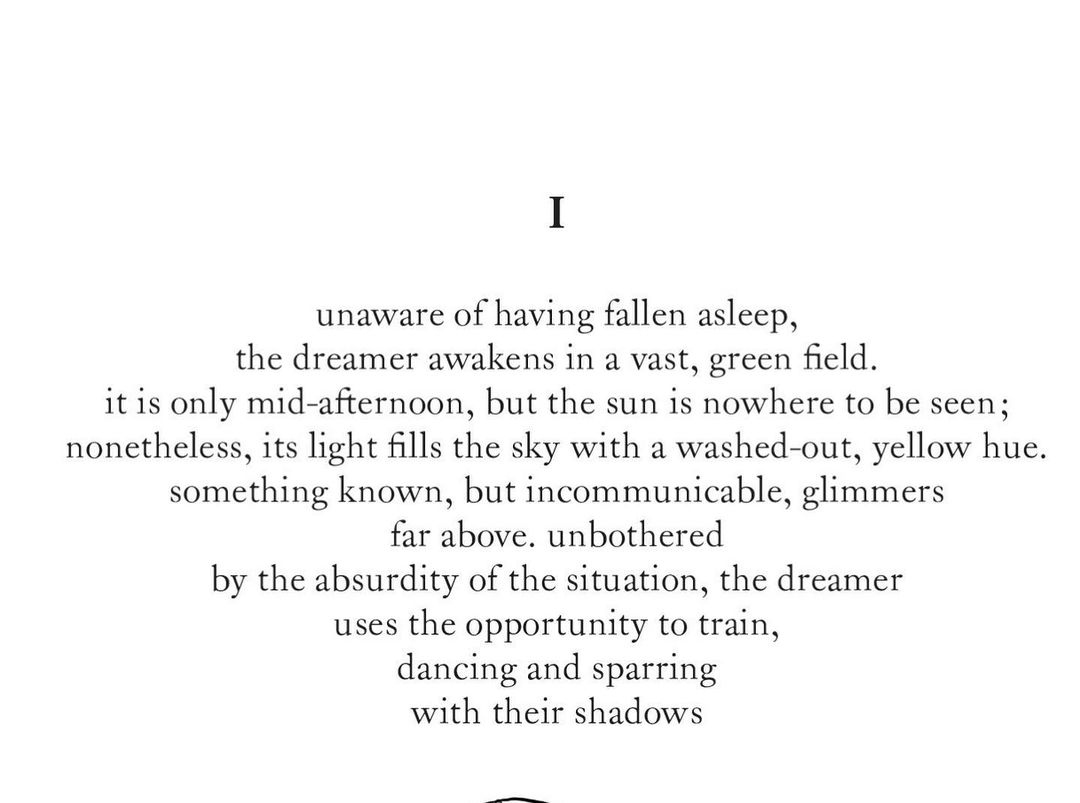 I
unaware of having fallen asleep,
the dreamer awakens in a vast, green field.
it is only mid-afternoon, but the sun is nowhere to be seen;
nonetheless, its light fills the sky with a washed-out, yellow hue.
something known, but incommunicable, glimmers
far above. unbothered
by the absurdity of the situation, the dreamer
uses the opportunity to train,
dancing and sparring
with their shadows